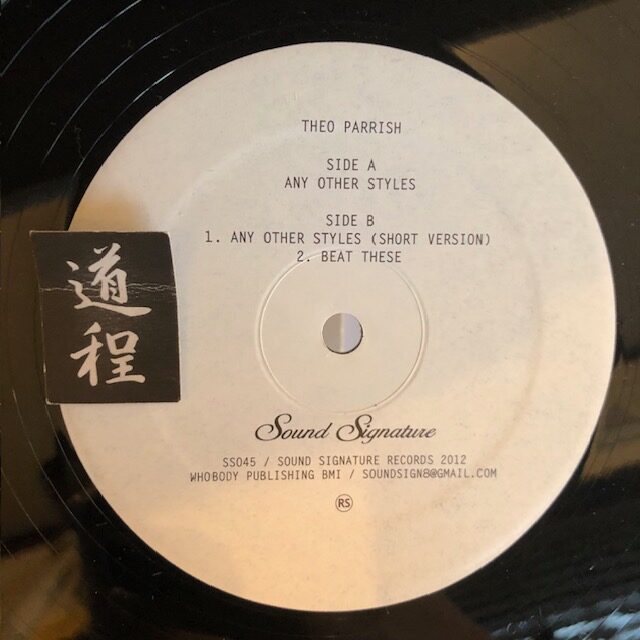 THEO PARRISH
SIDE A
ANY OTHER STYLES
SIDE B
1. ANY OTHER STYLES (SHORT VERSION)
2. BEAT THESE
道程
Sound Signature
SS045 / SOUND SIGNATURE RECORDS 2012
WHOBODY PUBLISHING BMI / SOUNDSIGN8@GMAIL.COM
RS